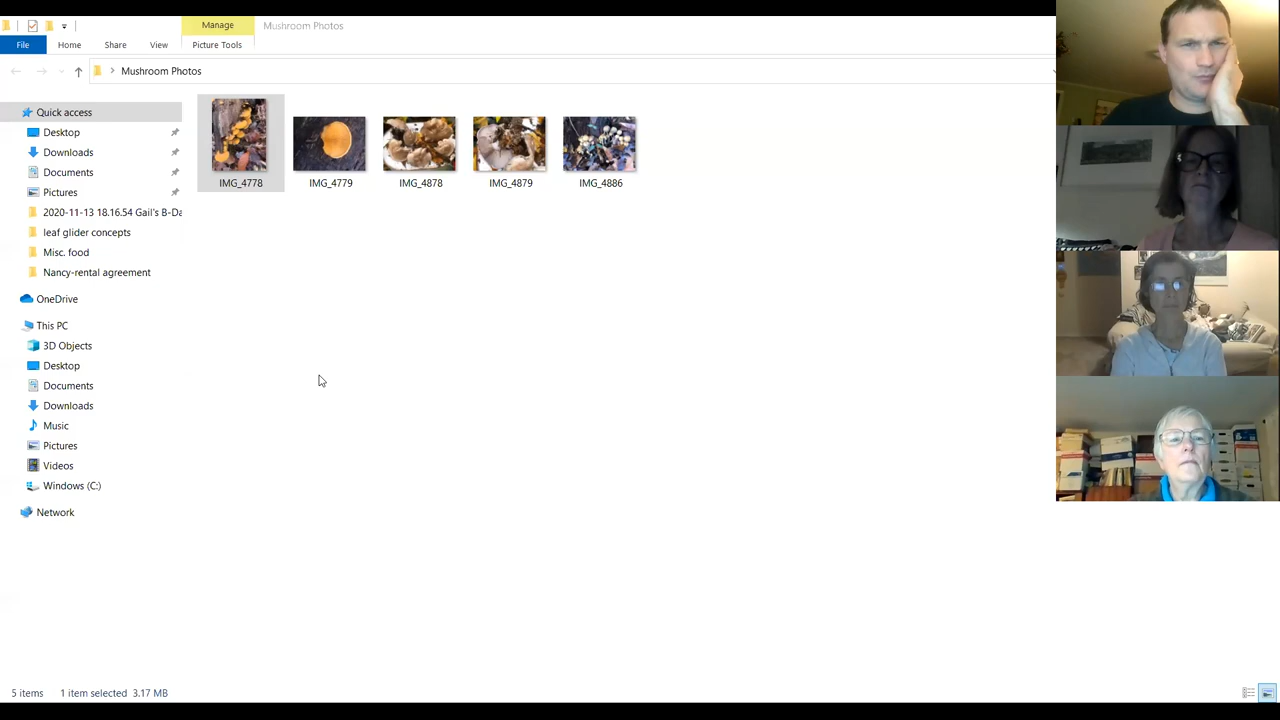 Manage
Mushroom Photos
File
Home
Share
View
Picture Tools
Mushroom Photos
Quick access
Desktop
Downloads
Documents
Pictures
2020-11-13 18.16.54 Gail's B-Da
leaf glider concepts
Misc. food
Nancy-rental agreement
OneDrive
This PC
3D Objects
Desktop
Documents
Downloads
Music
Pictures
Videos
Windows (C:)
Network
IMG_4778
IMG_4779
IMG_4878
IMG_4879
IMG_4886
5 items
1 item selected 3.17 MB